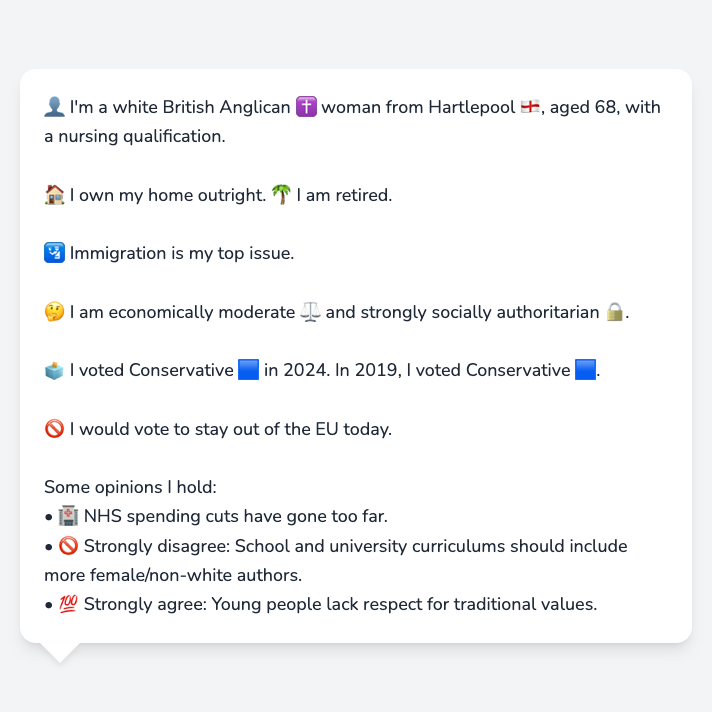 👤 I'm a white British Anglican ✝️ woman from Hartlepool 🏴󠁧󠁢󠁥󠁮󠁧󠁿, aged 68, with
a nursing qualification.
🏠 I own my home outright. 🌴 I am retired.
🛂 Immigration is my top issue.
🤔 I am economically moderate ⚖️ and strongly socially authoritarian 🔒.
🗳️ I voted Conservative 🟦 in 2024. In 2019, I voted Conservative 🟦.
🚫 I would vote to stay out of the EU today.
Some opinions I hold:
• 🏥 NHS spending cuts have gone too far.
• 🚫 Strongly disagree: School and university curriculums should include
more female/non-white authors.
• 💯 Strongly agree: Young people lack respect for traditional values.